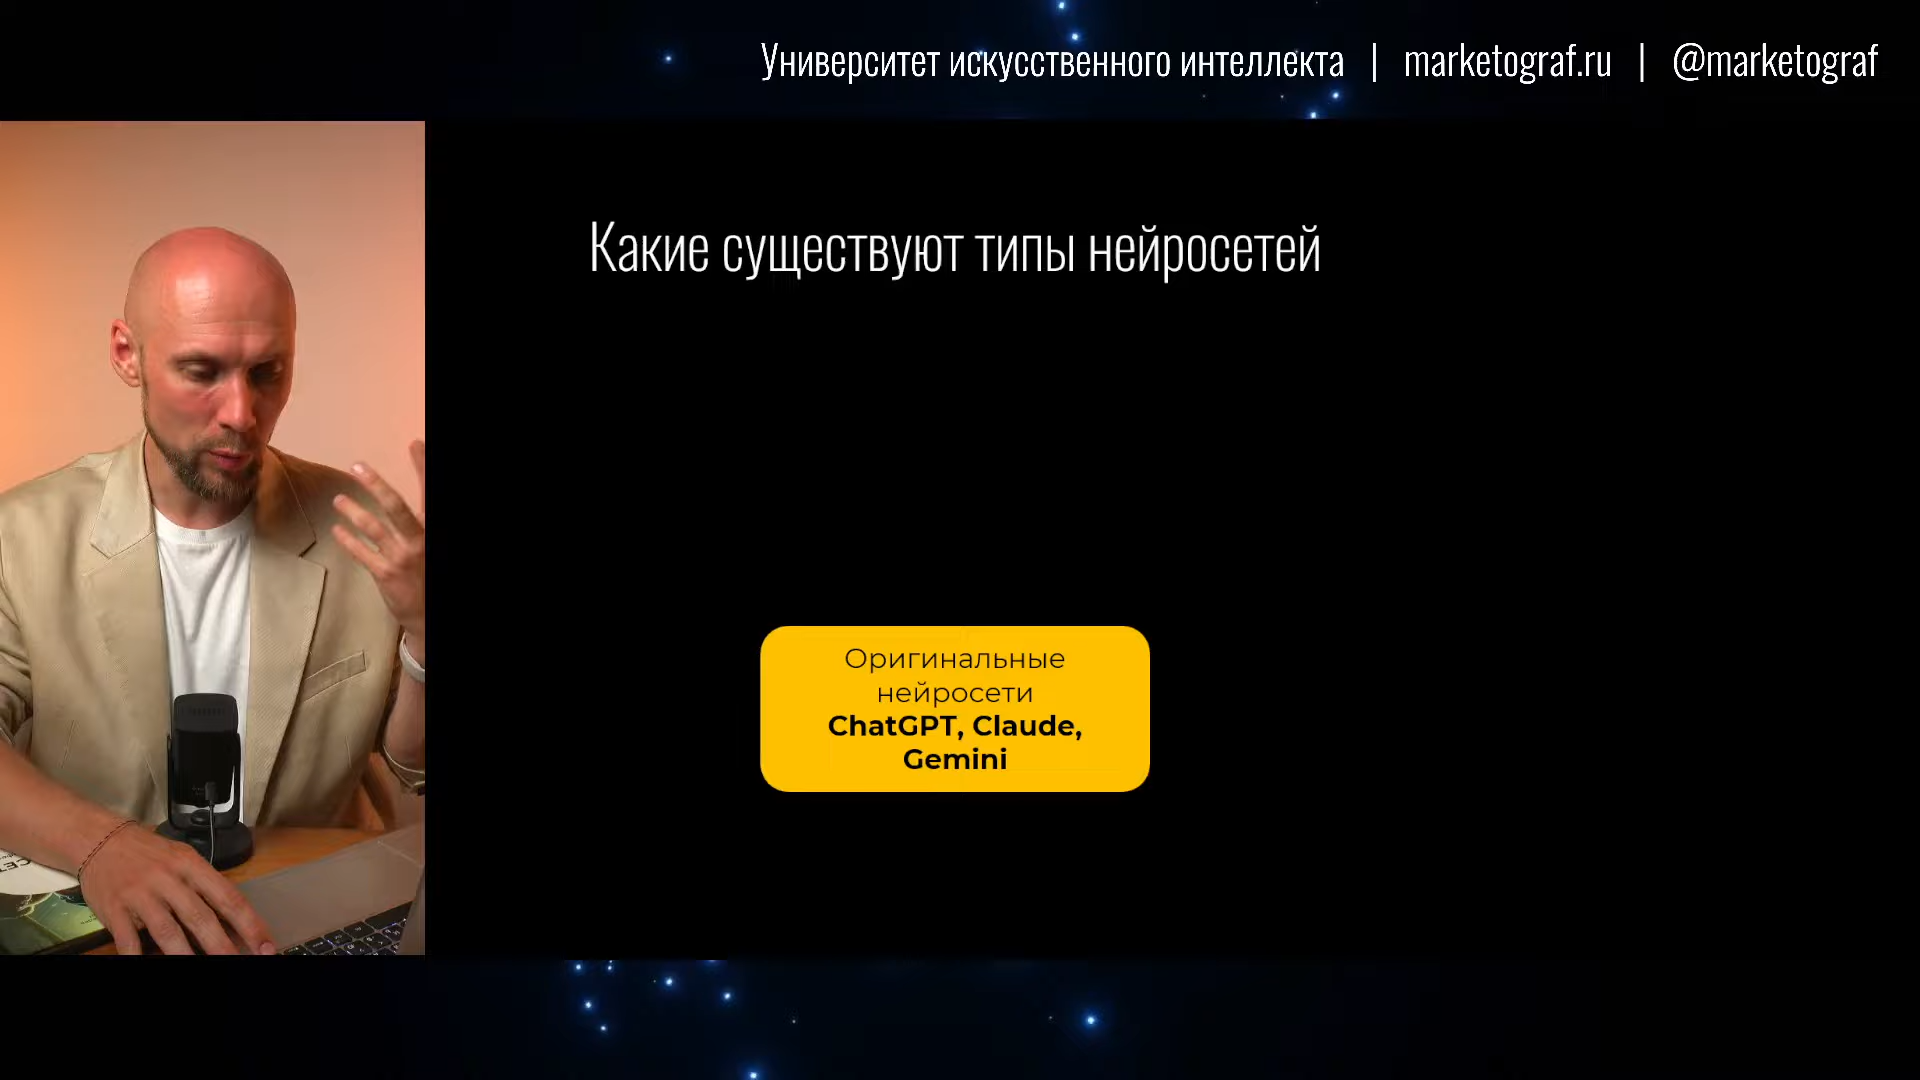 Университет искусственного интеллекта | marketograf.ru | @marketograf
Какие существуют типы нейросетей
Оригинальные
нейросети
ChatGPT, Claude,
Gemini